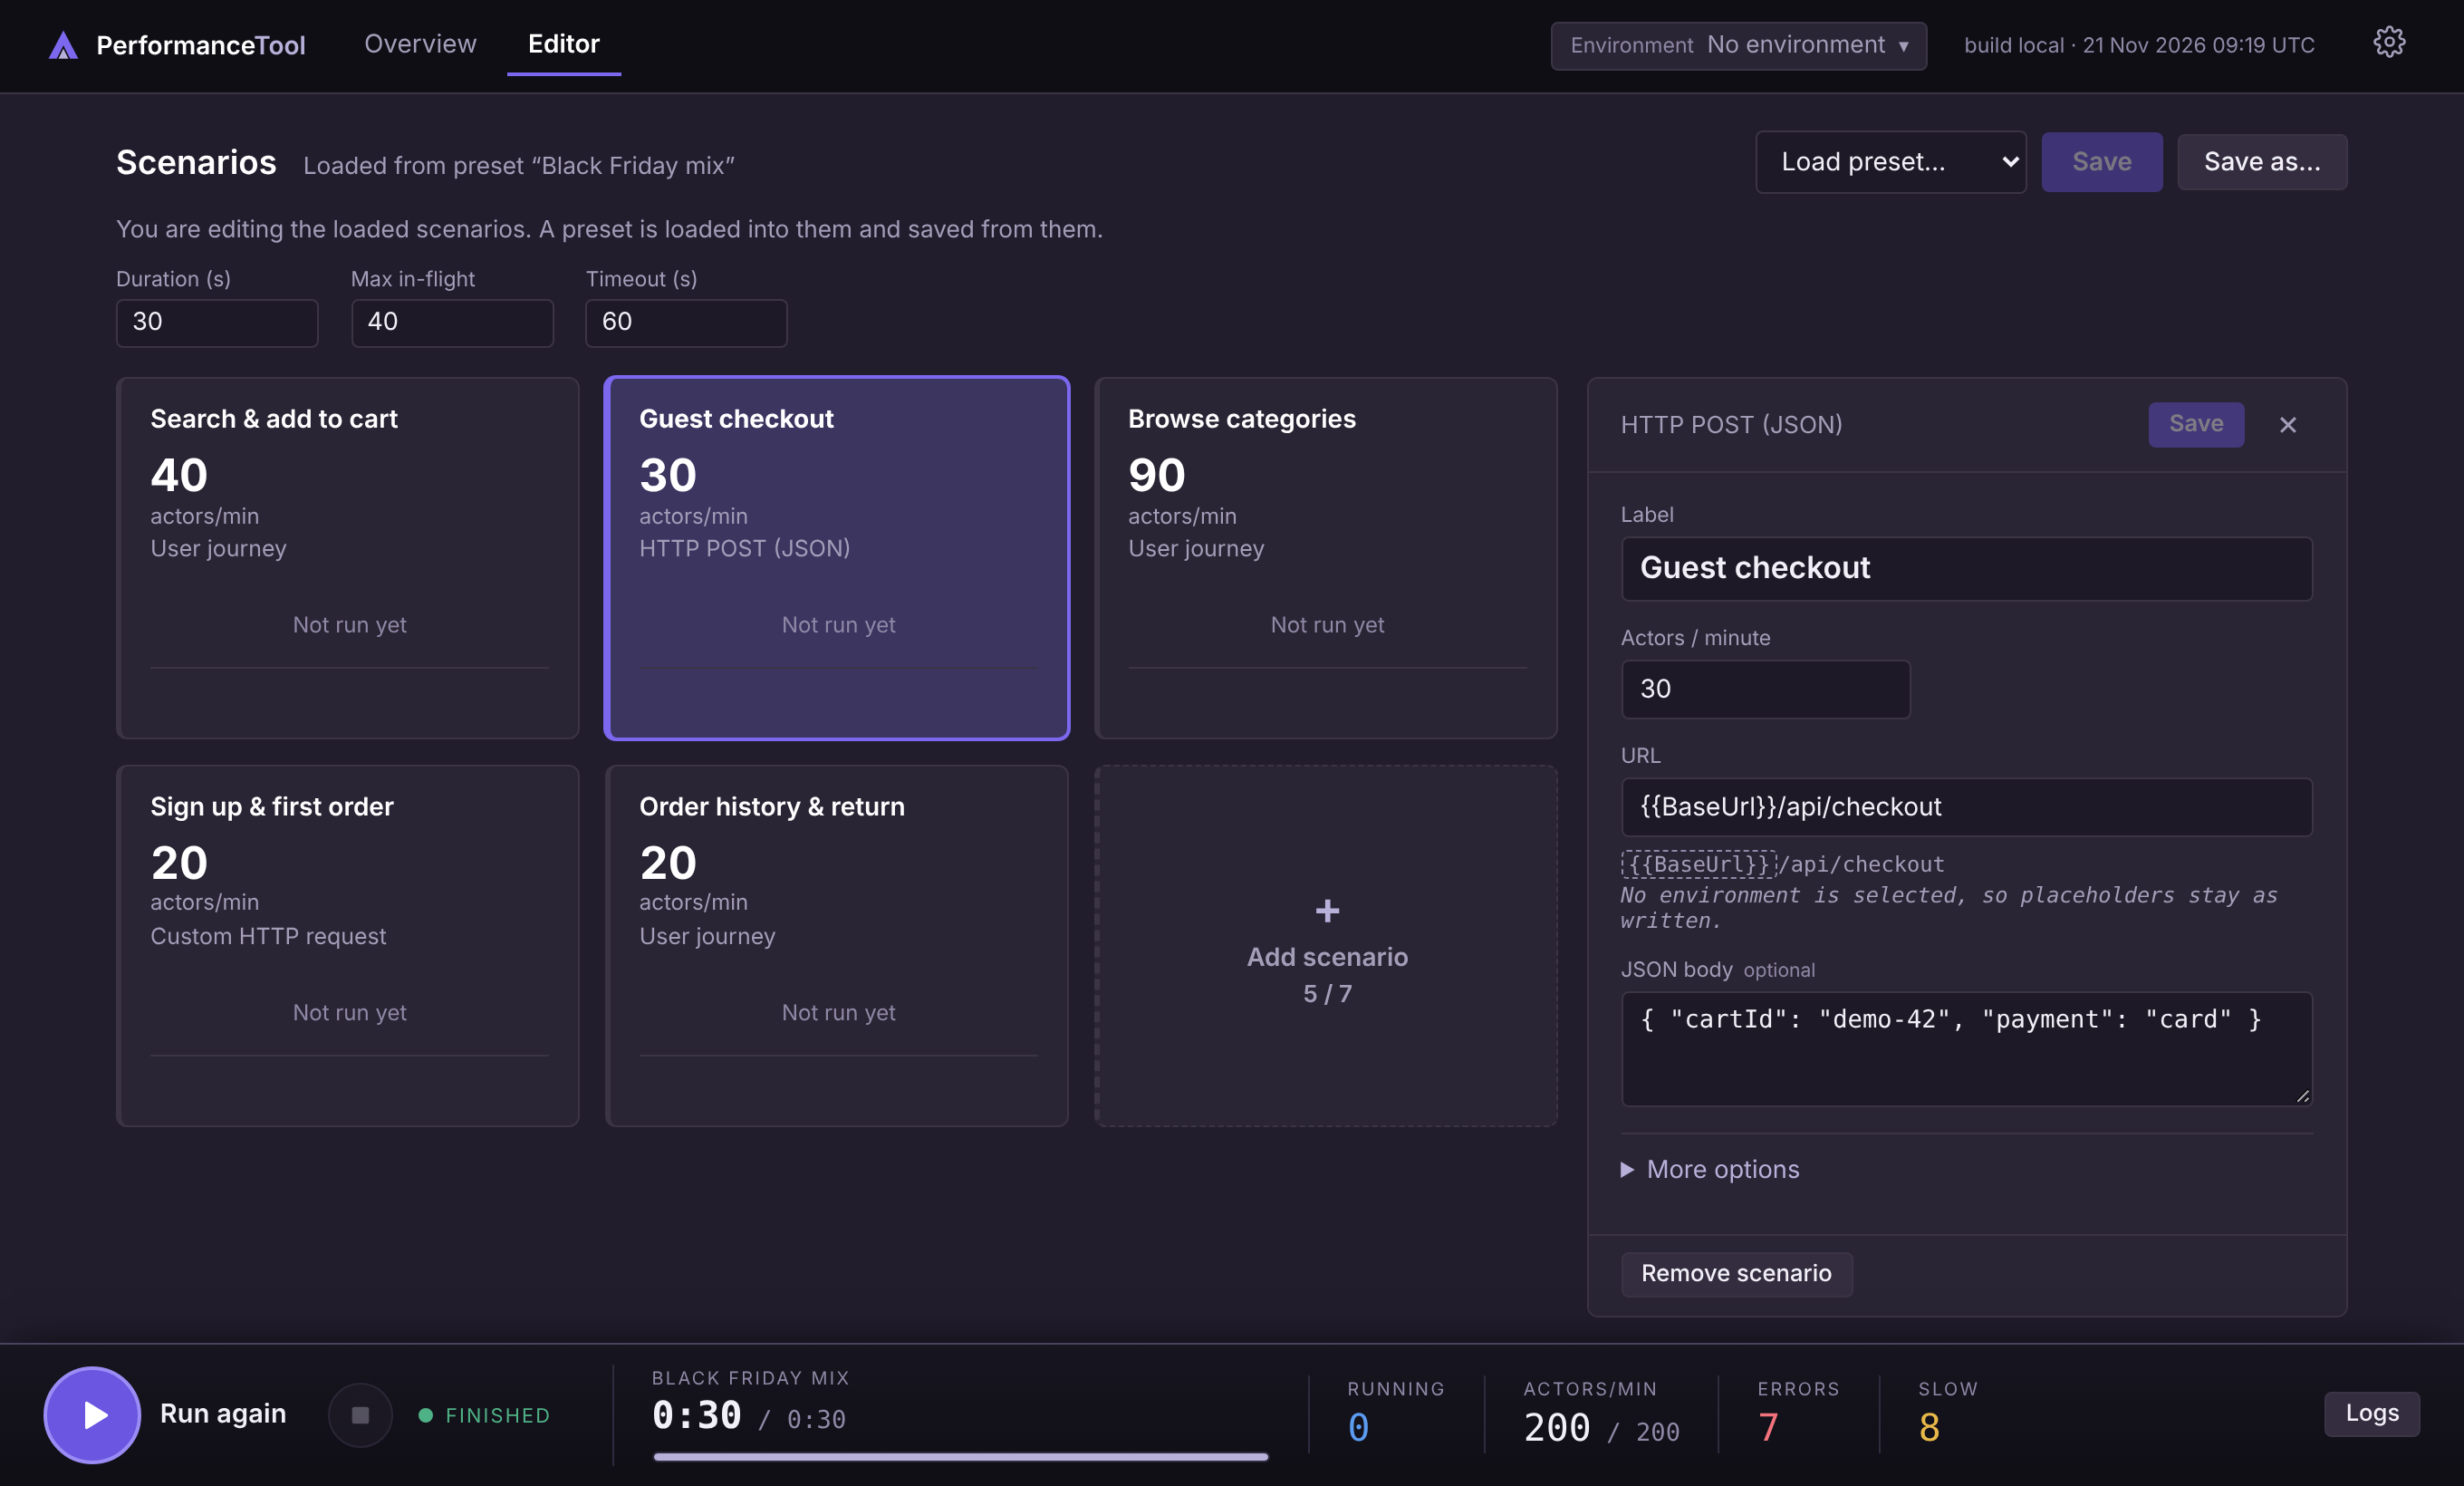 PerformanceTool
Overview
Editor
Environment No environment ▾
build local · 21 Nov 2026 09:19 UTC
Scenarios
Loaded from preset “Black Friday mix”
Load preset...
Save
Save as...
You are editing the loaded scenarios. A preset is loaded into them and saved from them.
Duration (s)
30
Max in-flight
40
Timeout (s)
60
Search & add to cart
40
actors/min
User journey
Not run yet
Guest checkout
30
actors/min
HTTP POST (JSON)
Not run yet
Browse categories
90
actors/min
User journey
Not run yet
Sign up & first order
20
actors/min
Custom HTTP request
Not run yet
Order history & return
20
actors/min
User journey
Not run yet
+
Add scenario
5 / 7
HTTP POST (JSON)
Save
✕
Label
Guest checkout
Actors / minute
30
URL
{{BaseUrl}}/api/checkout
{{BaseUrl}}/api/checkout
No environment is selected, so placeholders stay as
written.
JSON body optional
{ "cartId": "demo-42", "payment": "card" }
▶ More options
Remove scenario
Run again
FINISHED
BLACK FRIDAY MIX
0:30 / 0:30
RUNNING
0
ACTORS/MIN
200 / 200
ERRORS
7
SLOW
8
Logs